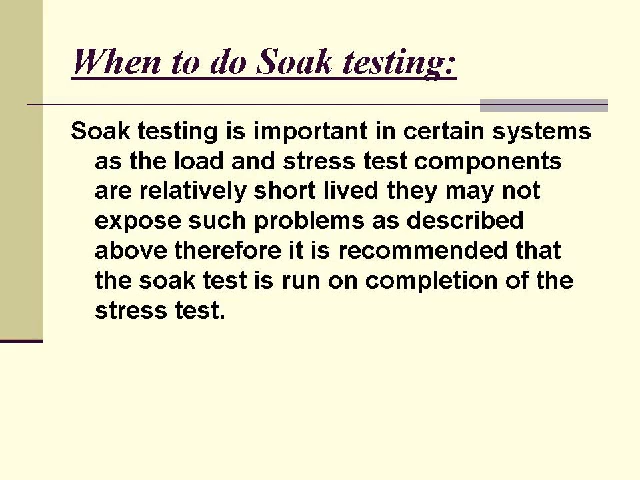 When to do Soak testing:
Soak testing is important in certain systems
as the load and stress test components
are relatively short lived they may not
expose such problems as described
above therefore it is recommended that
the soak test is run on completion of the
stress test.